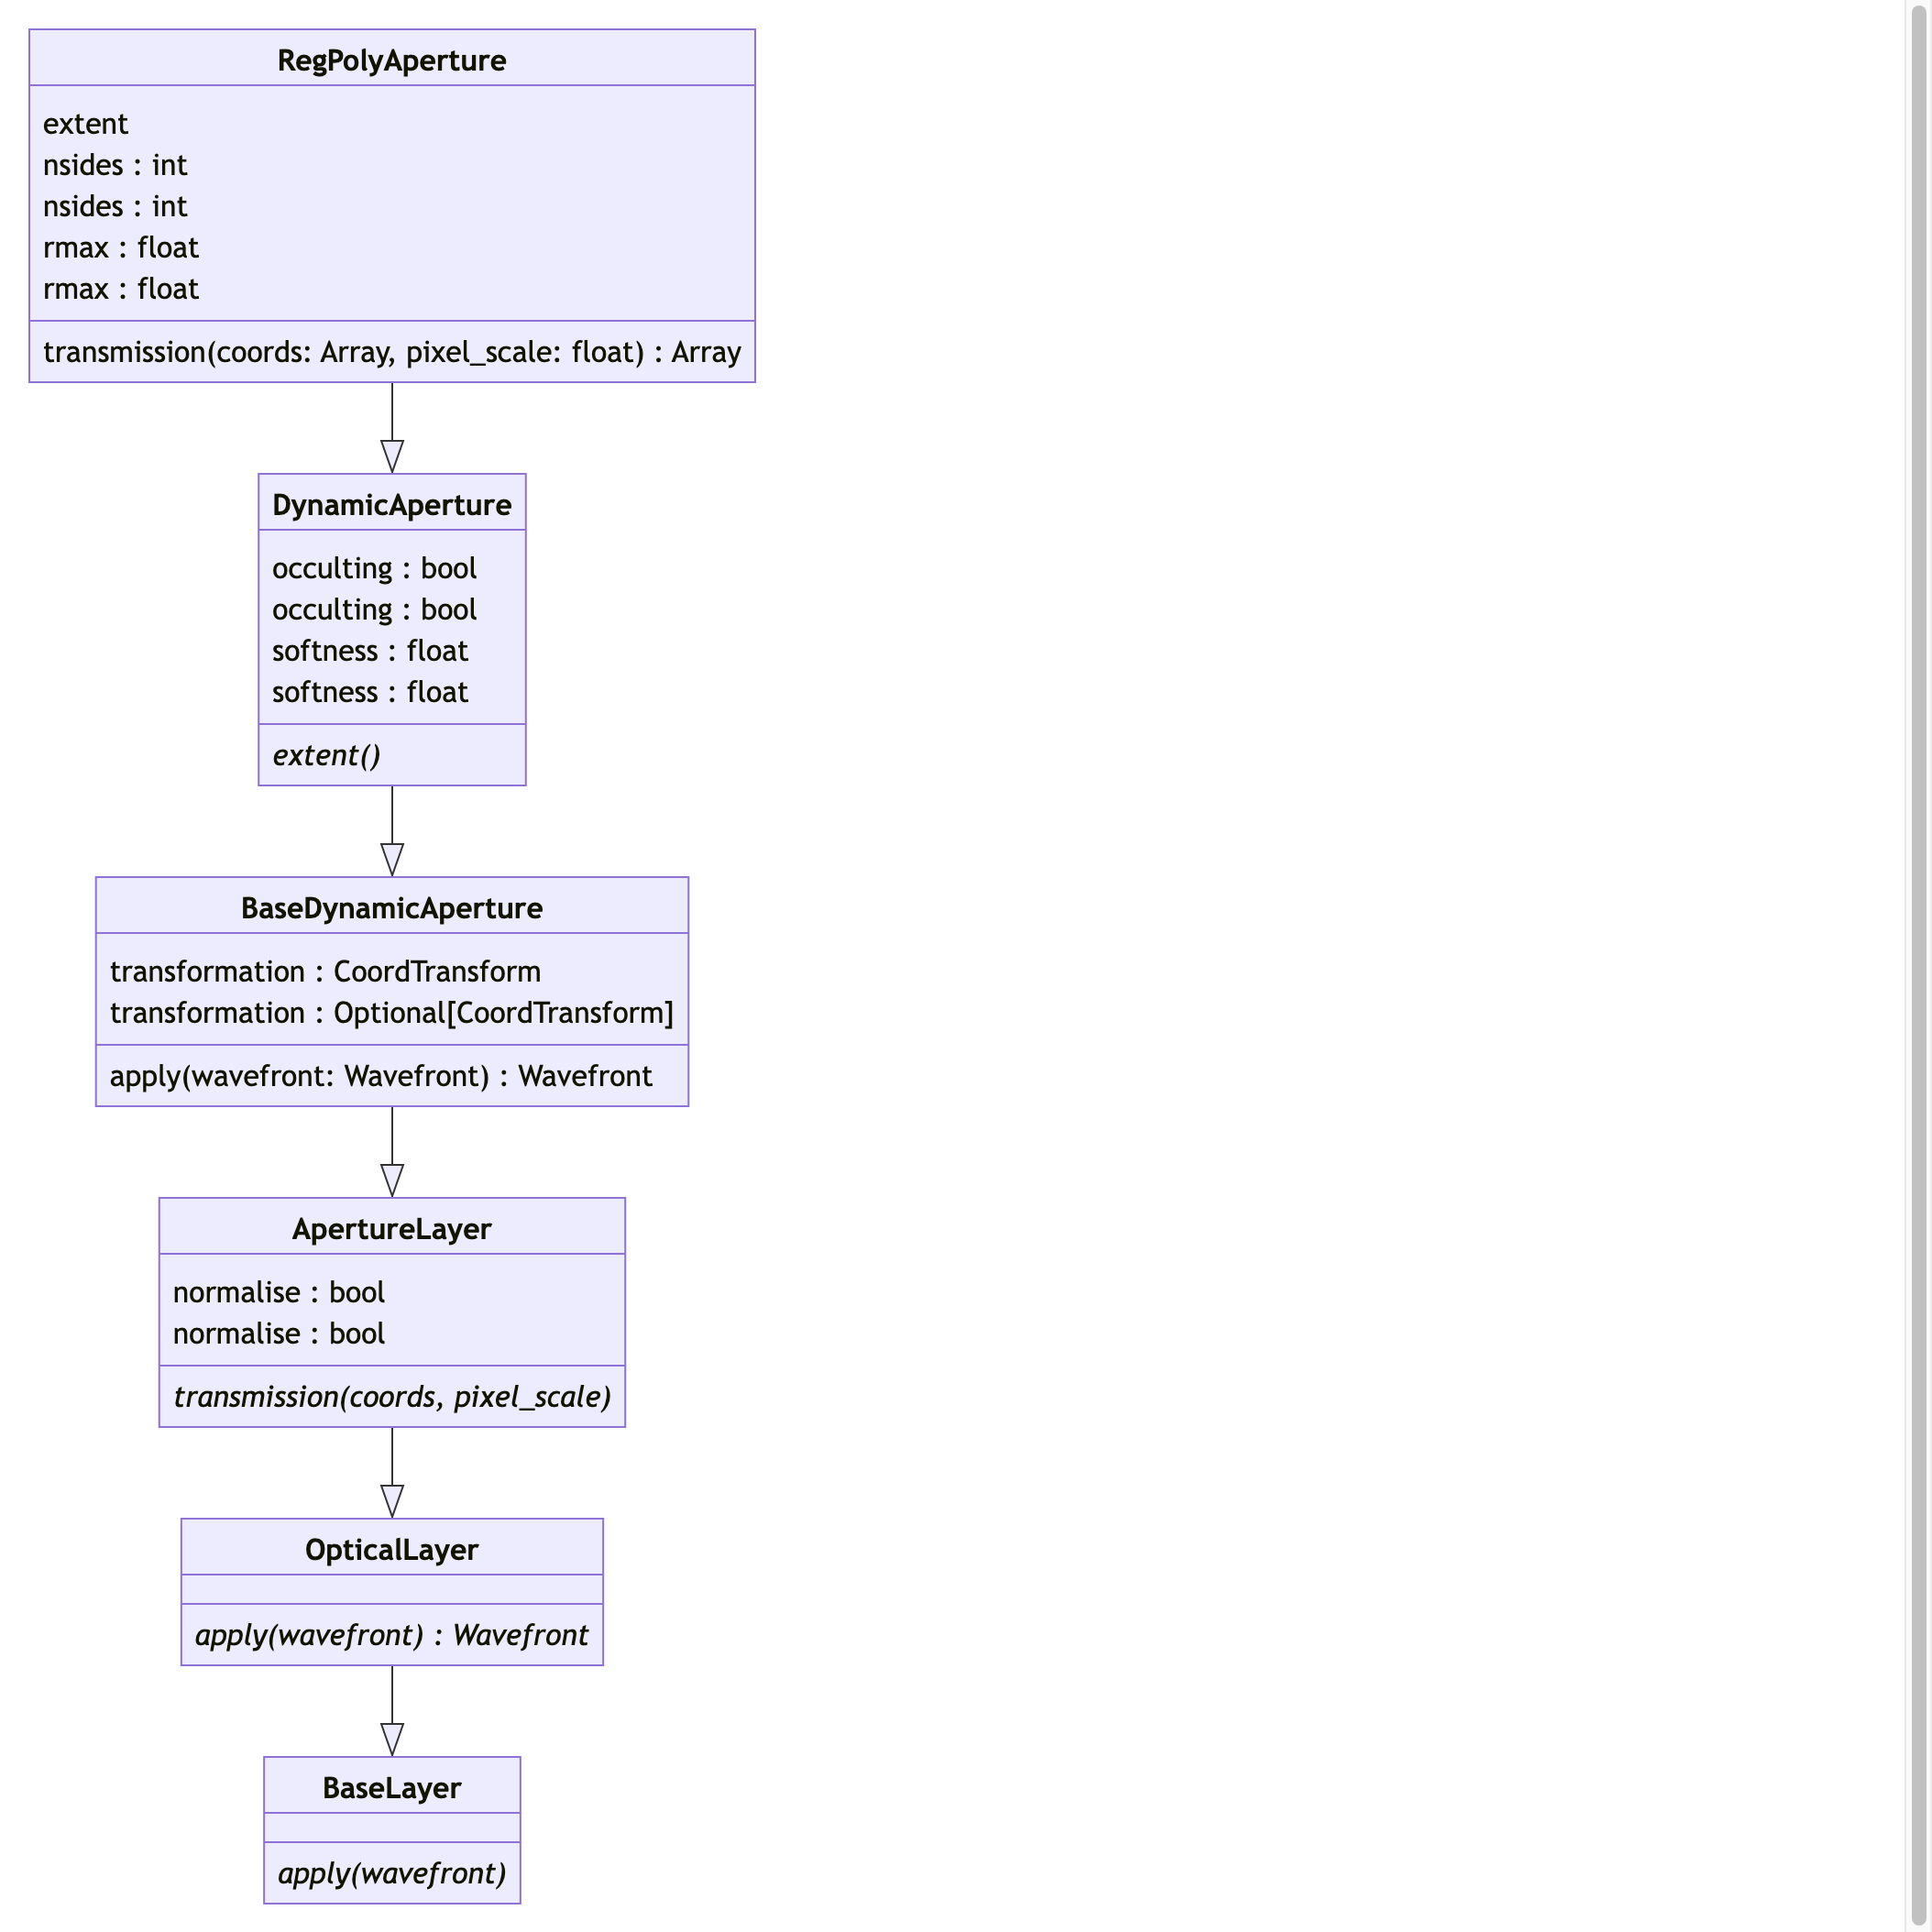 RegPolyAperture
extent
nsides : int
nsides : int
rmax : float
rmax : float
transmission(coords: Array, pixel_scale: float) : Array
DynamicAperture
occulting : bool
occulting : bool
softness : float
softness : float
extent()
BaseDynamicAperture
transformation : CoordTransform
transformation : Optional[CoordTransform]
apply(wavefront: Wavefront) : Wavefront
ApertureLayer
normalise : bool
normalise : bool
transmission(coords, pixel_scale)
OpticalLayer
apply(wavefront) : Wavefront
BaseLayer
apply(wavefront)